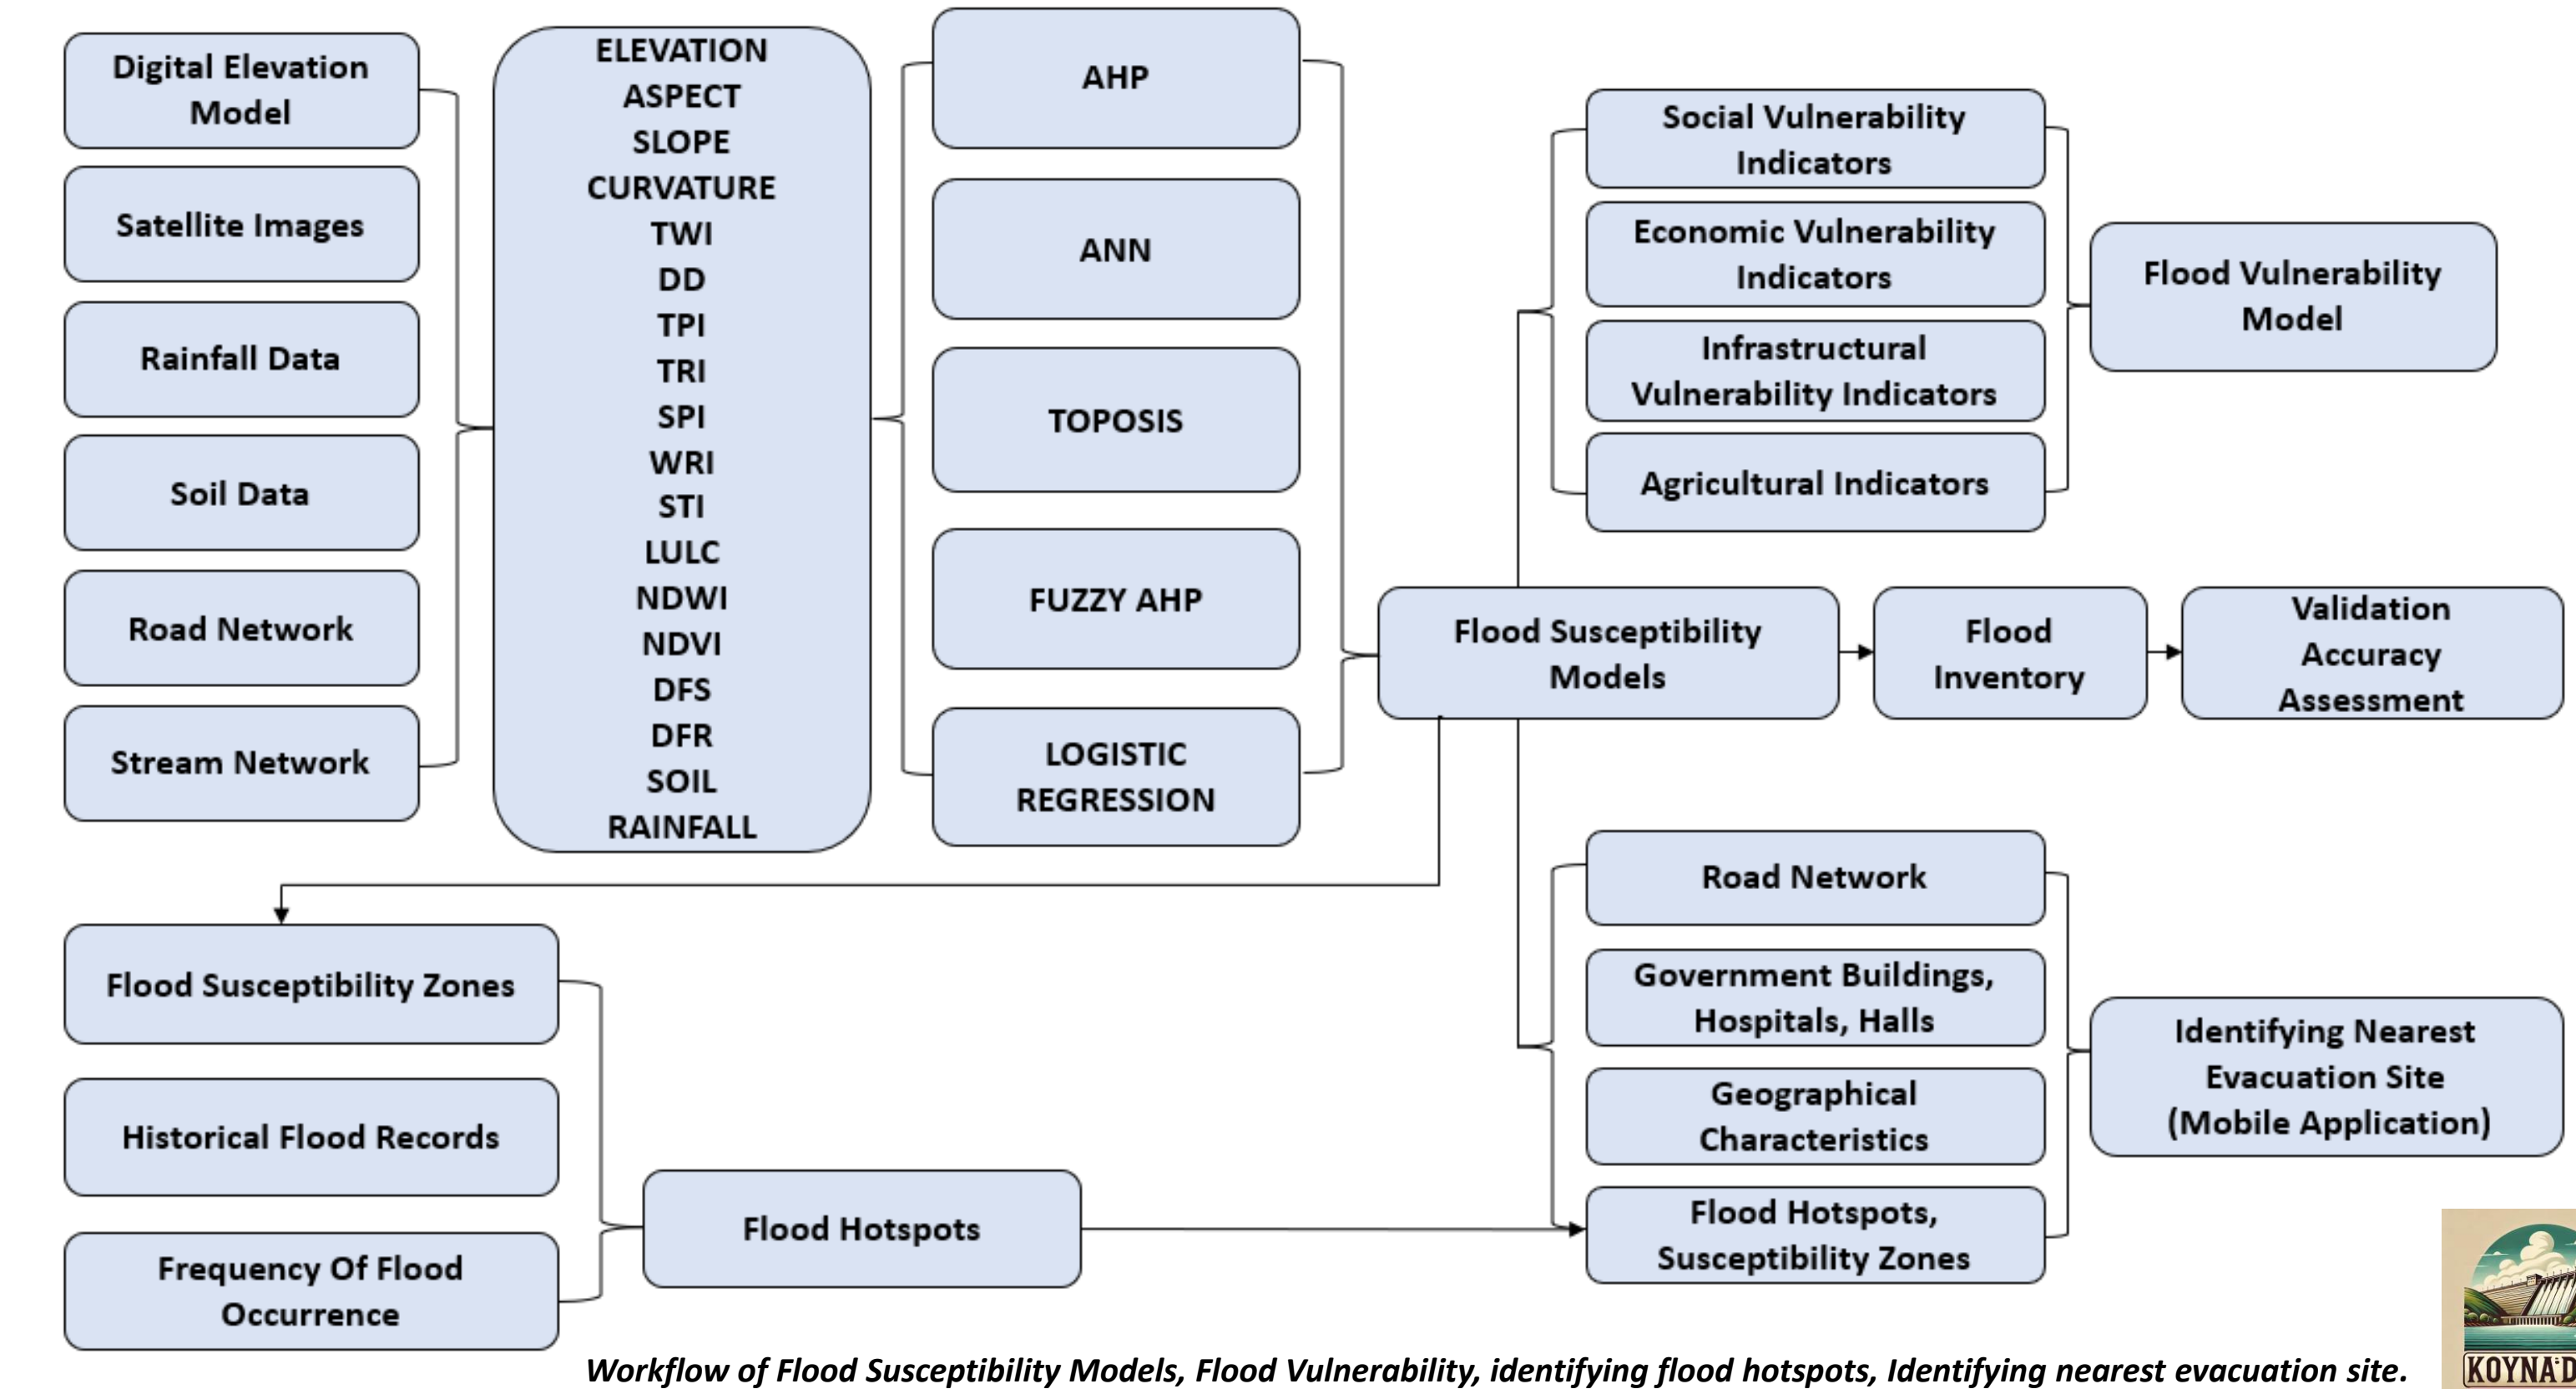 Digital Elevation
Model
Satellite Images
Rainfall Data
Soil Data
Road Network
Stream Network
ELEVATION
ASPECT
SLOPE
CURVATURE
TWI
DD
TPI
TRI
SPI
WRI
STI
LULC
NDWI
NDVI
DFS
DFR
SOIL
RAINFALL
AHP
ANN
TOPOSIS
FUZZY AHP
LOGISTIC
REGRESSION
Flood Susceptibility
Models
Social Vulnerability
Indicators
Economic Vulnerability
Indicators
Infrastructural
Vulnerability Indicators
Agricultural Indicators
Flood Vulnerability
Model
Flood
Inventory
Validation
Accuracy
Assessment
Flood Susceptibility Zones
Historical Flood Records
Frequency Of Flood
Occurrence
Flood Hotspots
Road Network
Government Buildings,
Hospitals, Halls
Geographical
Characteristics
Flood Hotspots,
Susceptibility Zones
Identifying Nearest
Evacuation Site
(Mobile Application)
Workflow of Flood Susceptibility Models, Flood Vulnerability, identifying flood hotspots, Identifying nearest evacuation site.
KOYNA